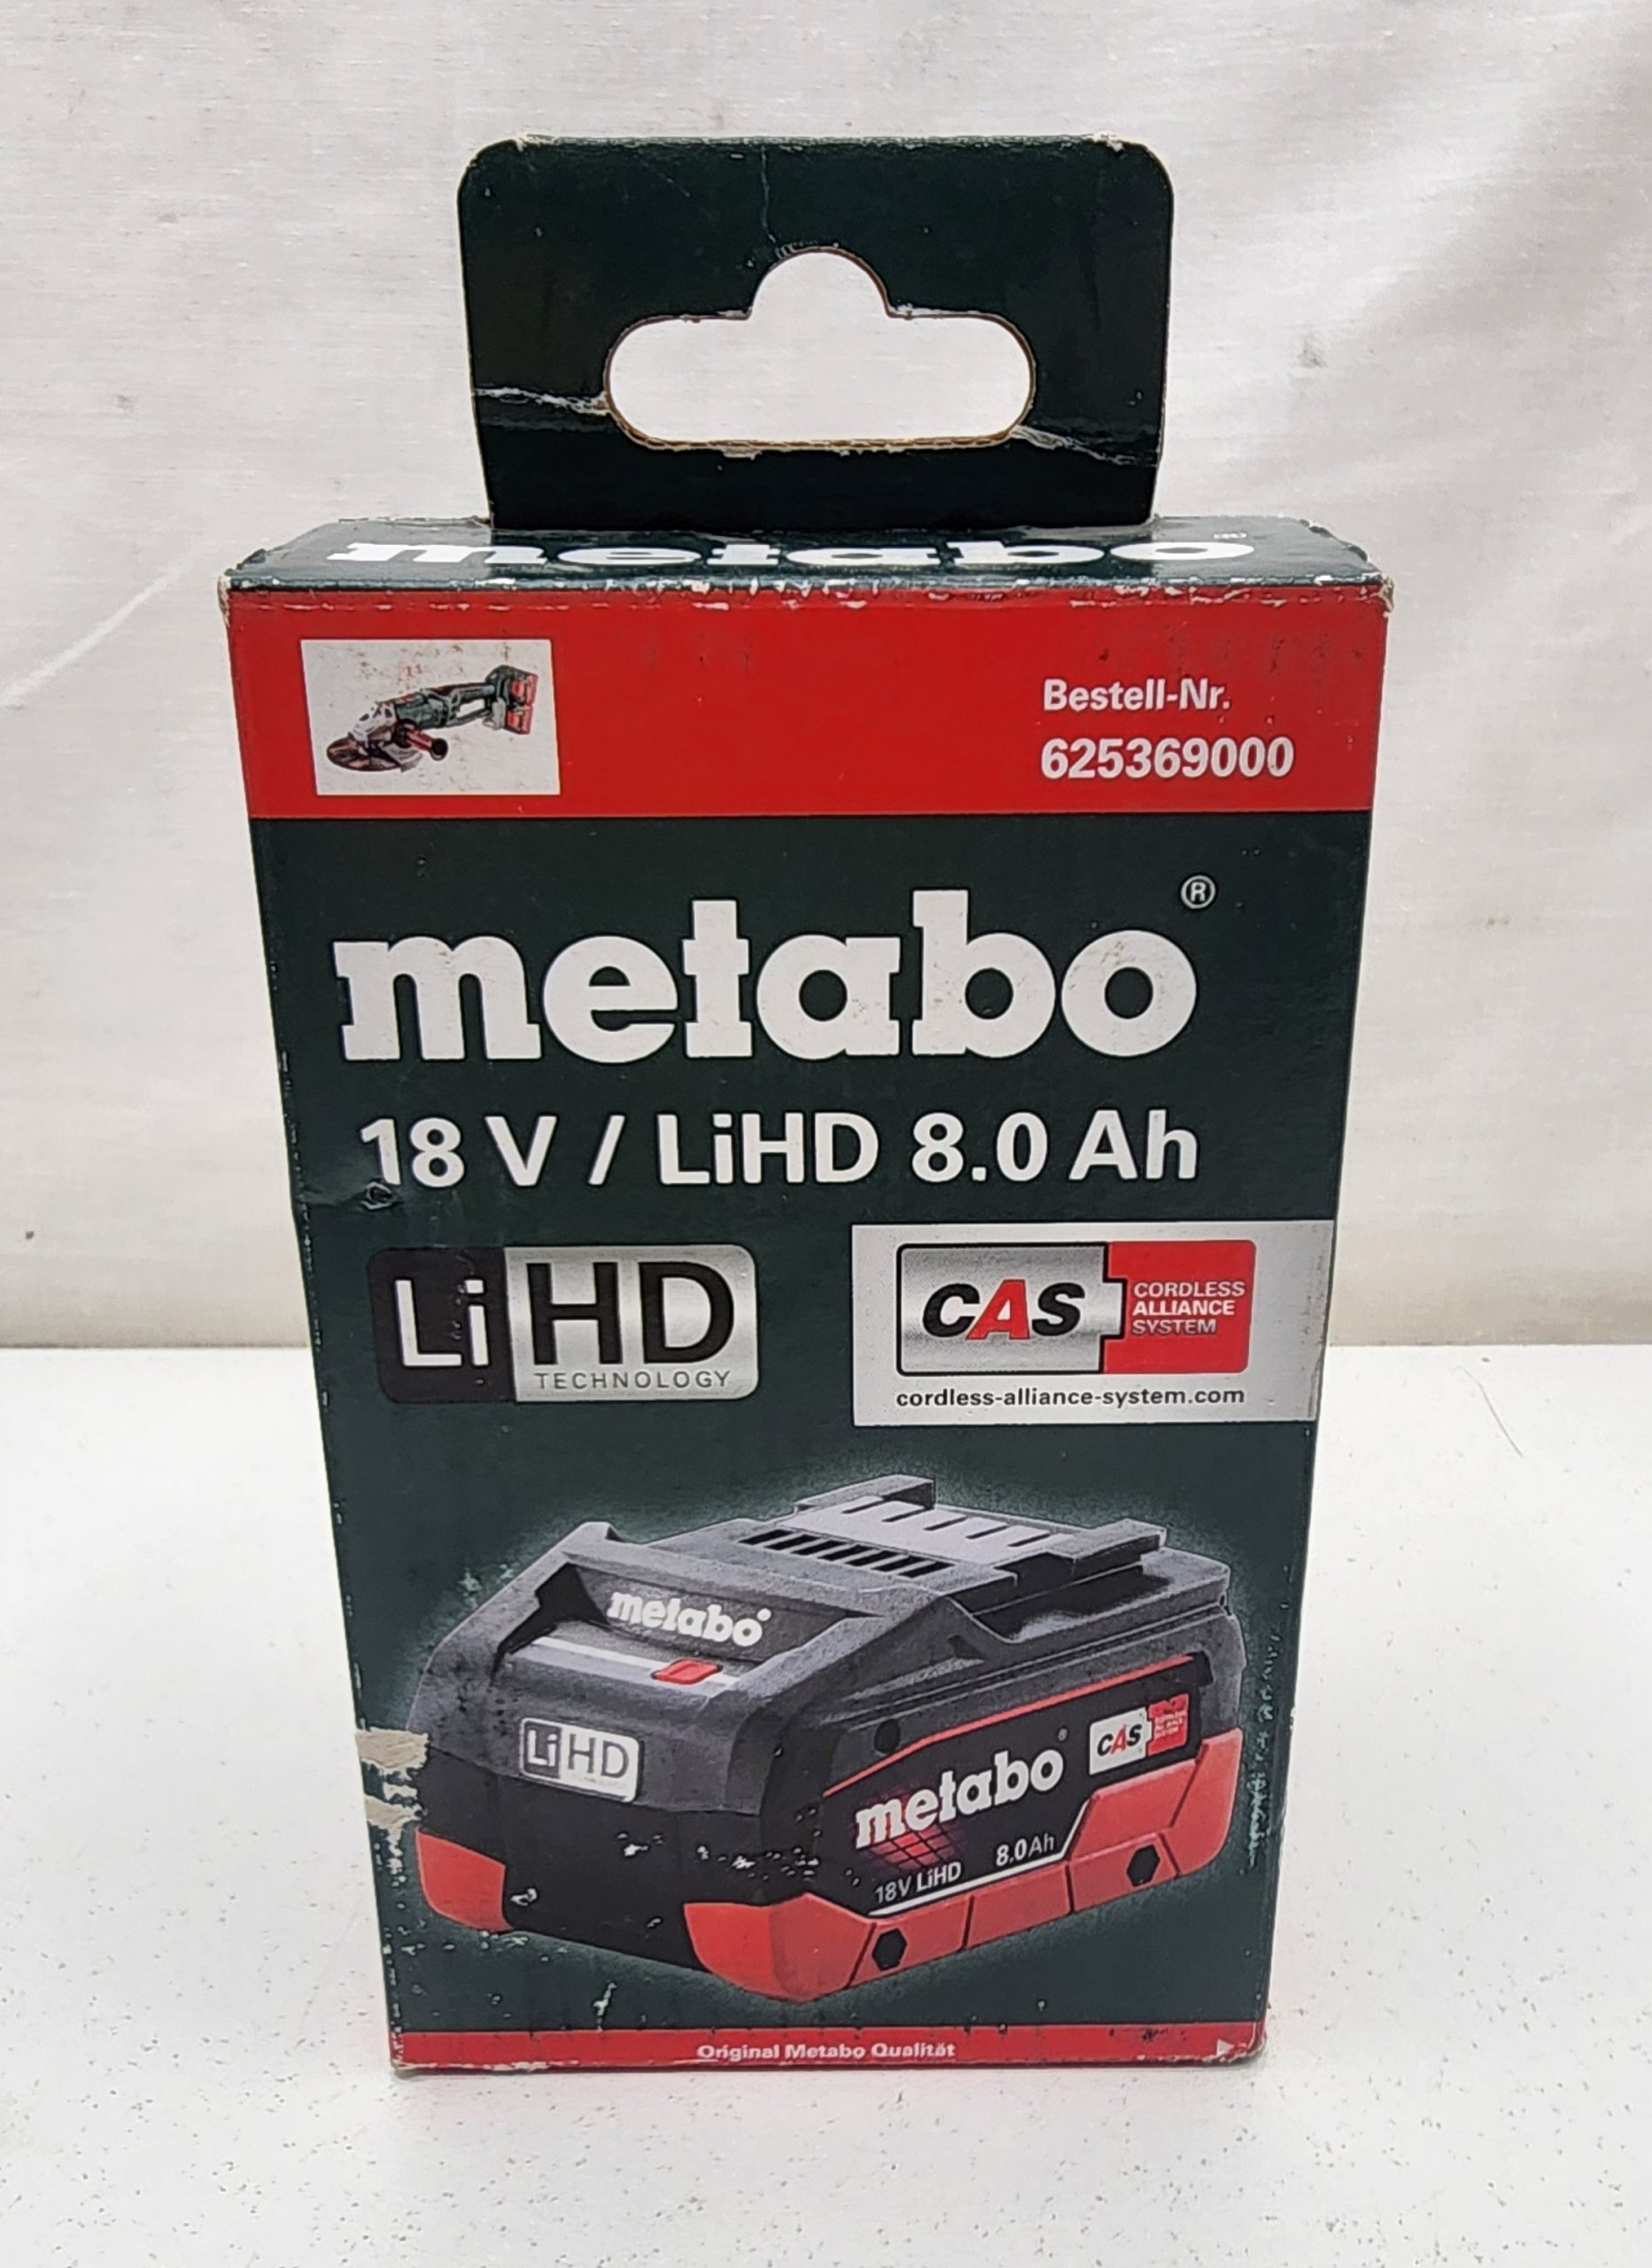 metabo
Bestell-Nr.
625369000
metabo®
18 V / LiHD 8.0 Ah
LiHD
TECHNOLOGY
CAS
CORDLESS
ALLIANCE
SYSTEM
cordless-alliance-system.com
metabo
LiHD
metabo
CAS
18V LiHD 8.0Ah
Original Metabo Qualität